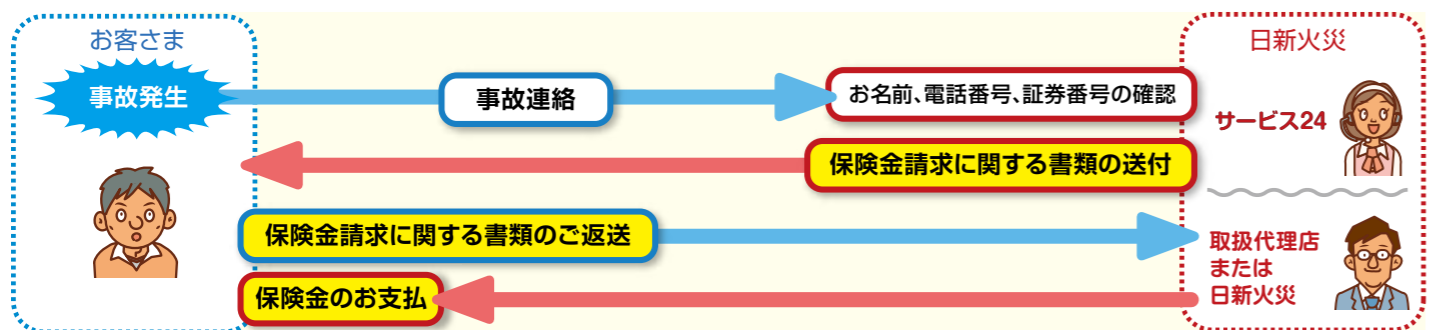 お客さま
日新火災
事故発生
事故連絡
お名前、電話番号、証券番号の確認
サービス24
保険金請求に関する書類の送付
保険金請求に関する書類のご返送
取扱代理店
または
日新火災
保険金のお支払